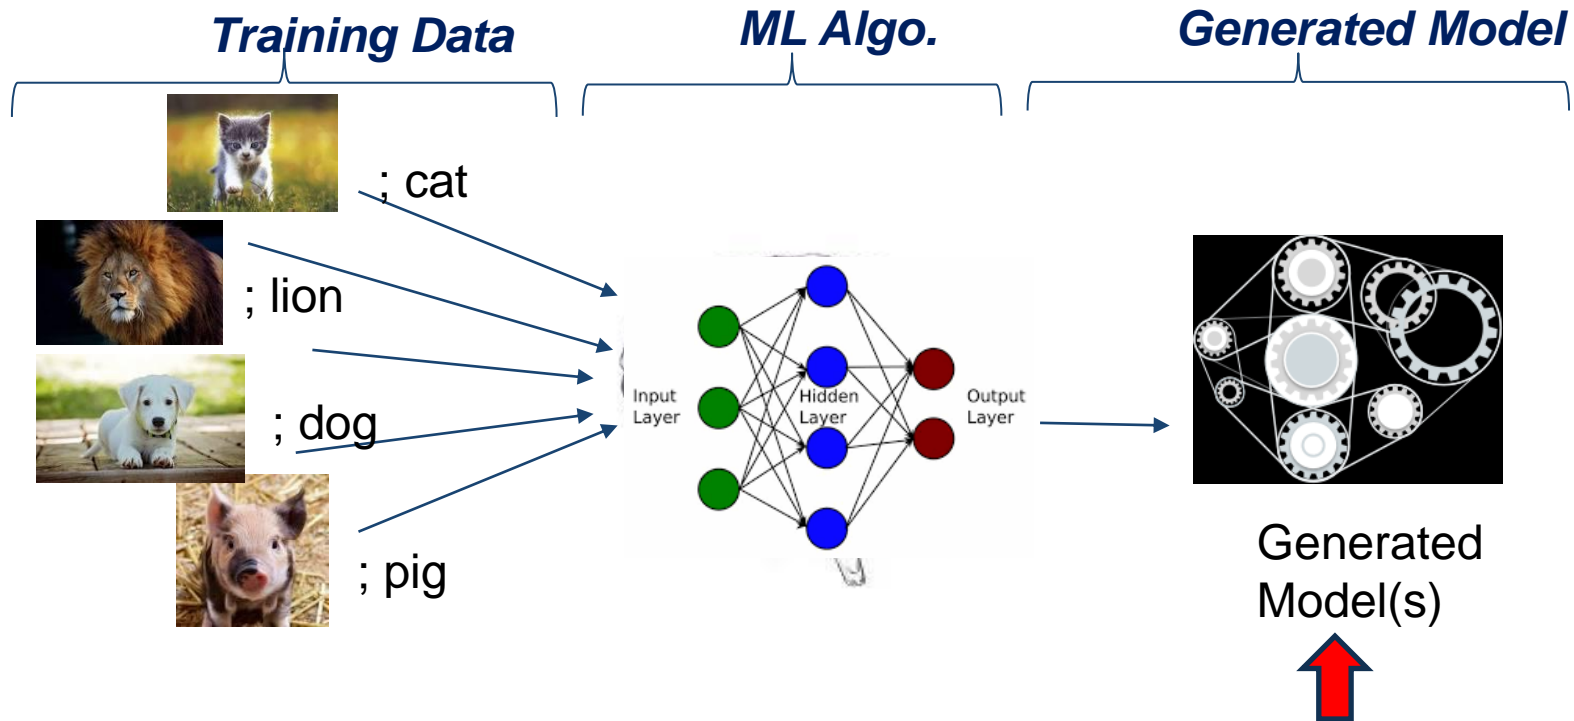 Training Data
ML Algo.
Generated Model
; cat
; lion
; dog
; pig
Input
Layer
Hidden
Layer
Output
Layer
Generated
Model(s)